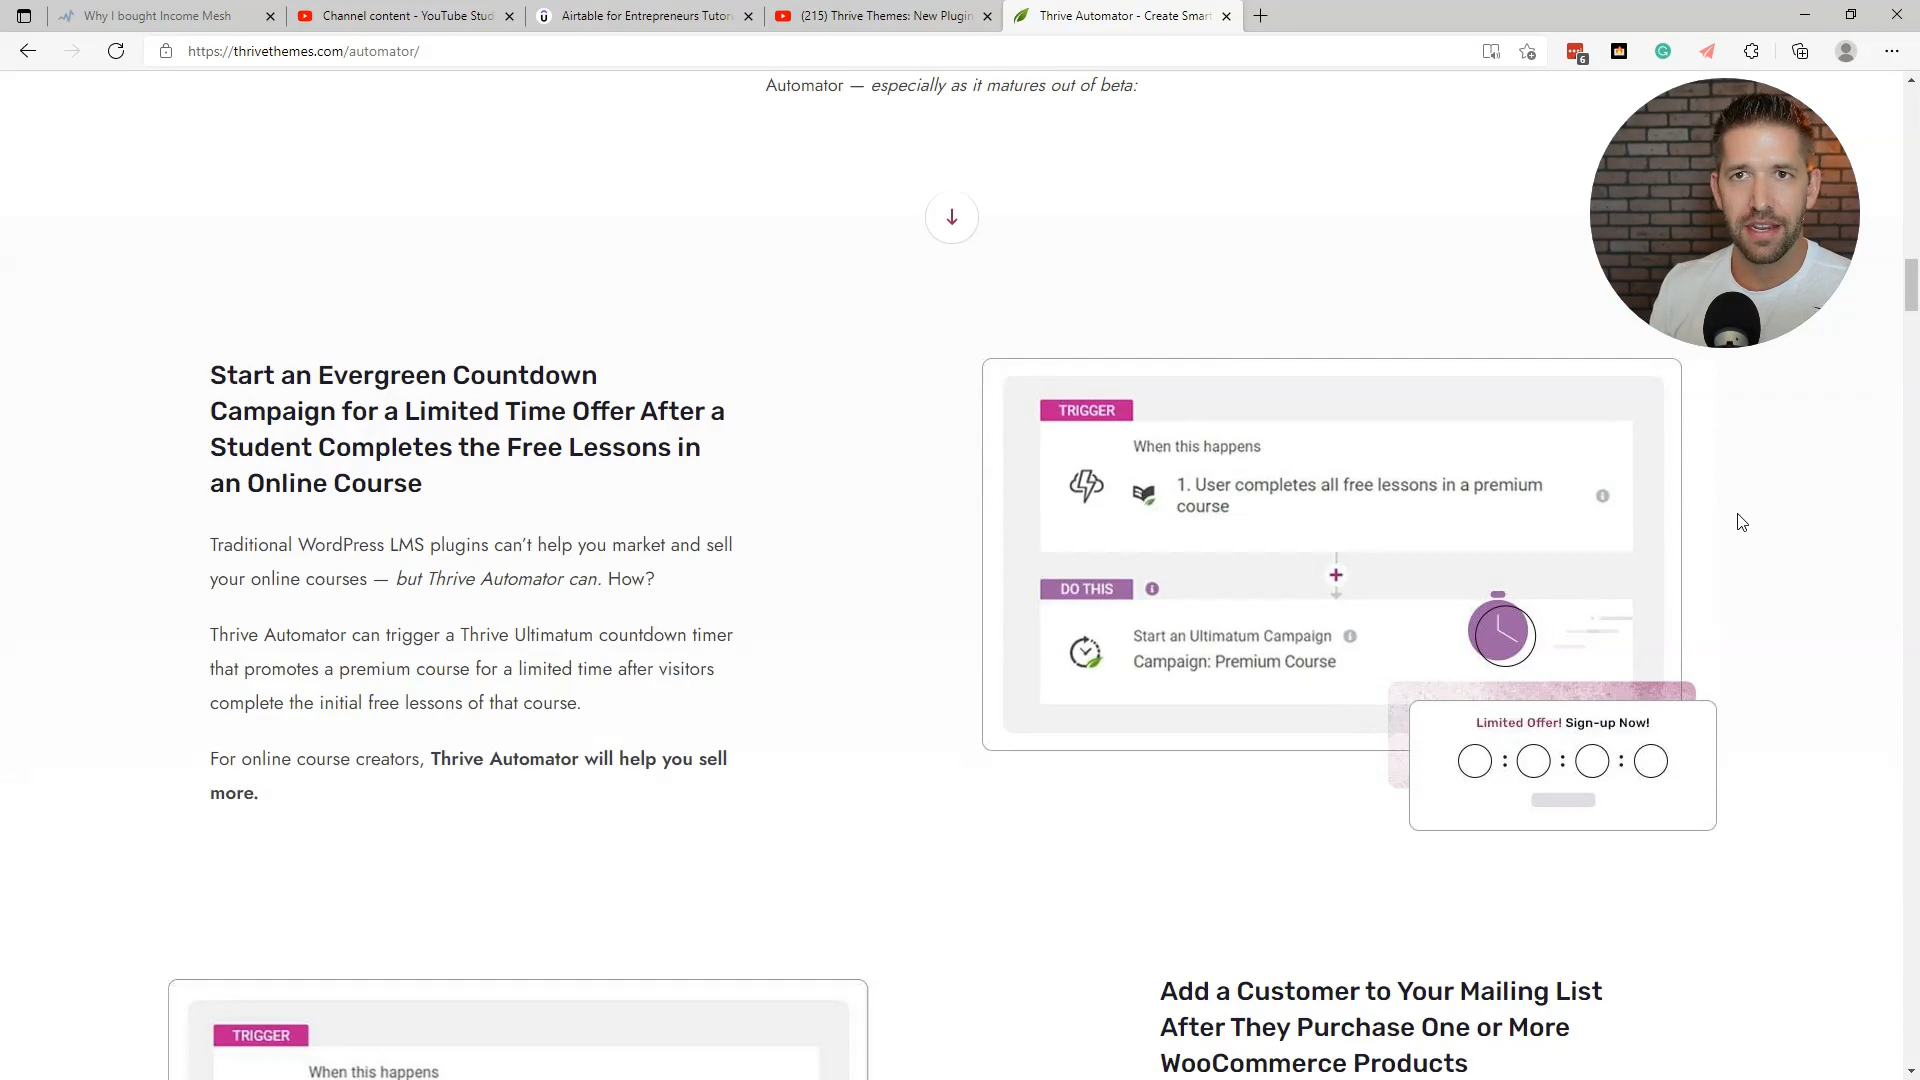 Why I bought Income Mesh
Channel content - YouTube Stud
Airtable for Entrepreneurs Tutor
(215) Thrive Themes: New Plugin
Thrive Automator - Create Smart
https://thrivethemes.com/automator/
6
Automator — especially as it matures out of beta:
Start an Evergreen Countdown
Campaign for a Limited Time Offer After a
Student Completes the Free Lessons in
an Online Course
Traditional WordPress LMS plugins can’t help you market and sell
your online courses — but Thrive Automator can. How?
Thrive Automator can trigger a Thrive Ultimatum countdown timer
that promotes a premium course for a limited time after visitors
complete the initial free lessons of that course.
For online course creators, Thrive Automator will help you sell
more.
TRIGGER
When this happens
1. User completes all free lessons in a premium
course
DO THIS
Start an Ultimatum Campaign
Campaign: Premium Course
Limited Offer! Sign-up Now!
: : :
TRIGGER
When this happens
Add a Customer to Your Mailing List
After They Purchase One or More
WooCommerce Products